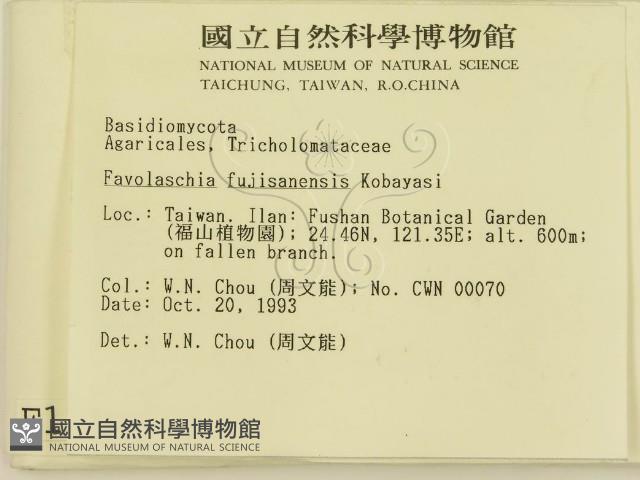 國立自然科學博物館
NATIONAL MUSEUM OF NATURAL SCIENCE
TAICHUNG, TAIWAN, R.O.CHINA
Basidiomycota
Agaricales, Tricholomataceae
Favolaschia fujisanensis Kobayasi
Loc.: Taiwan. Ilan: Fushan Botanical Garden
(福山植物園); 24.46N, 121.35E; alt. 600m;
on fallen branch.
Col.: W.N. Chou (周文能); No. CWN 00070
Date: Oct. 20, 1993
Det.: W.N. Chou (周文能)
F1
國立自然科學博物館
NATIONAL MUSEUM OF NATURAL SCIENCE